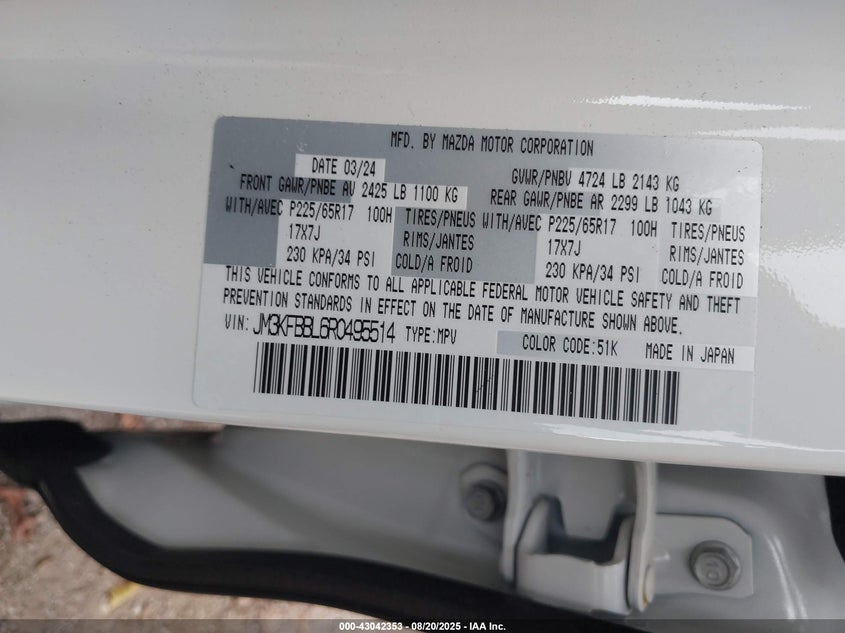 MFD. BY MAZDA MOTOR CORPORATION
DATE 03/24 GVWR/PNBV 4724 LB 2143 KG
FRONT GAWR/PNBE AV 2425 LB 1100 KG REAR GAWR/PNBE AR 2299 LB 1043 KG
WITH/AVEC P225/65R17 100H TIRES/PNEUS WITH/AVEC P225/65R17 100H TIRES/PNEUS
17X7J RIMS/JANTES 17X7J RIMS/JANTES
230 KPA/34 PSI COLD/A FROID 230 KPA/34 PSI COLD/A FROID
THIS VEHICLE CONFORMS TO ALL APPLICABLE FEDERAL MOTOR VEHICLE SAFETY AND THEFT
PREVENTION STANDARDS IN EFFECT ON THE DATE OF MANUFACTURE SHOWN ABOVE.
VIN: JM3KFBBL6R0495514 TYPE:MPV COLOR CODE:51K MADE IN JAPAN
000-43042353 - 08/20/2025 - IAA Inc.